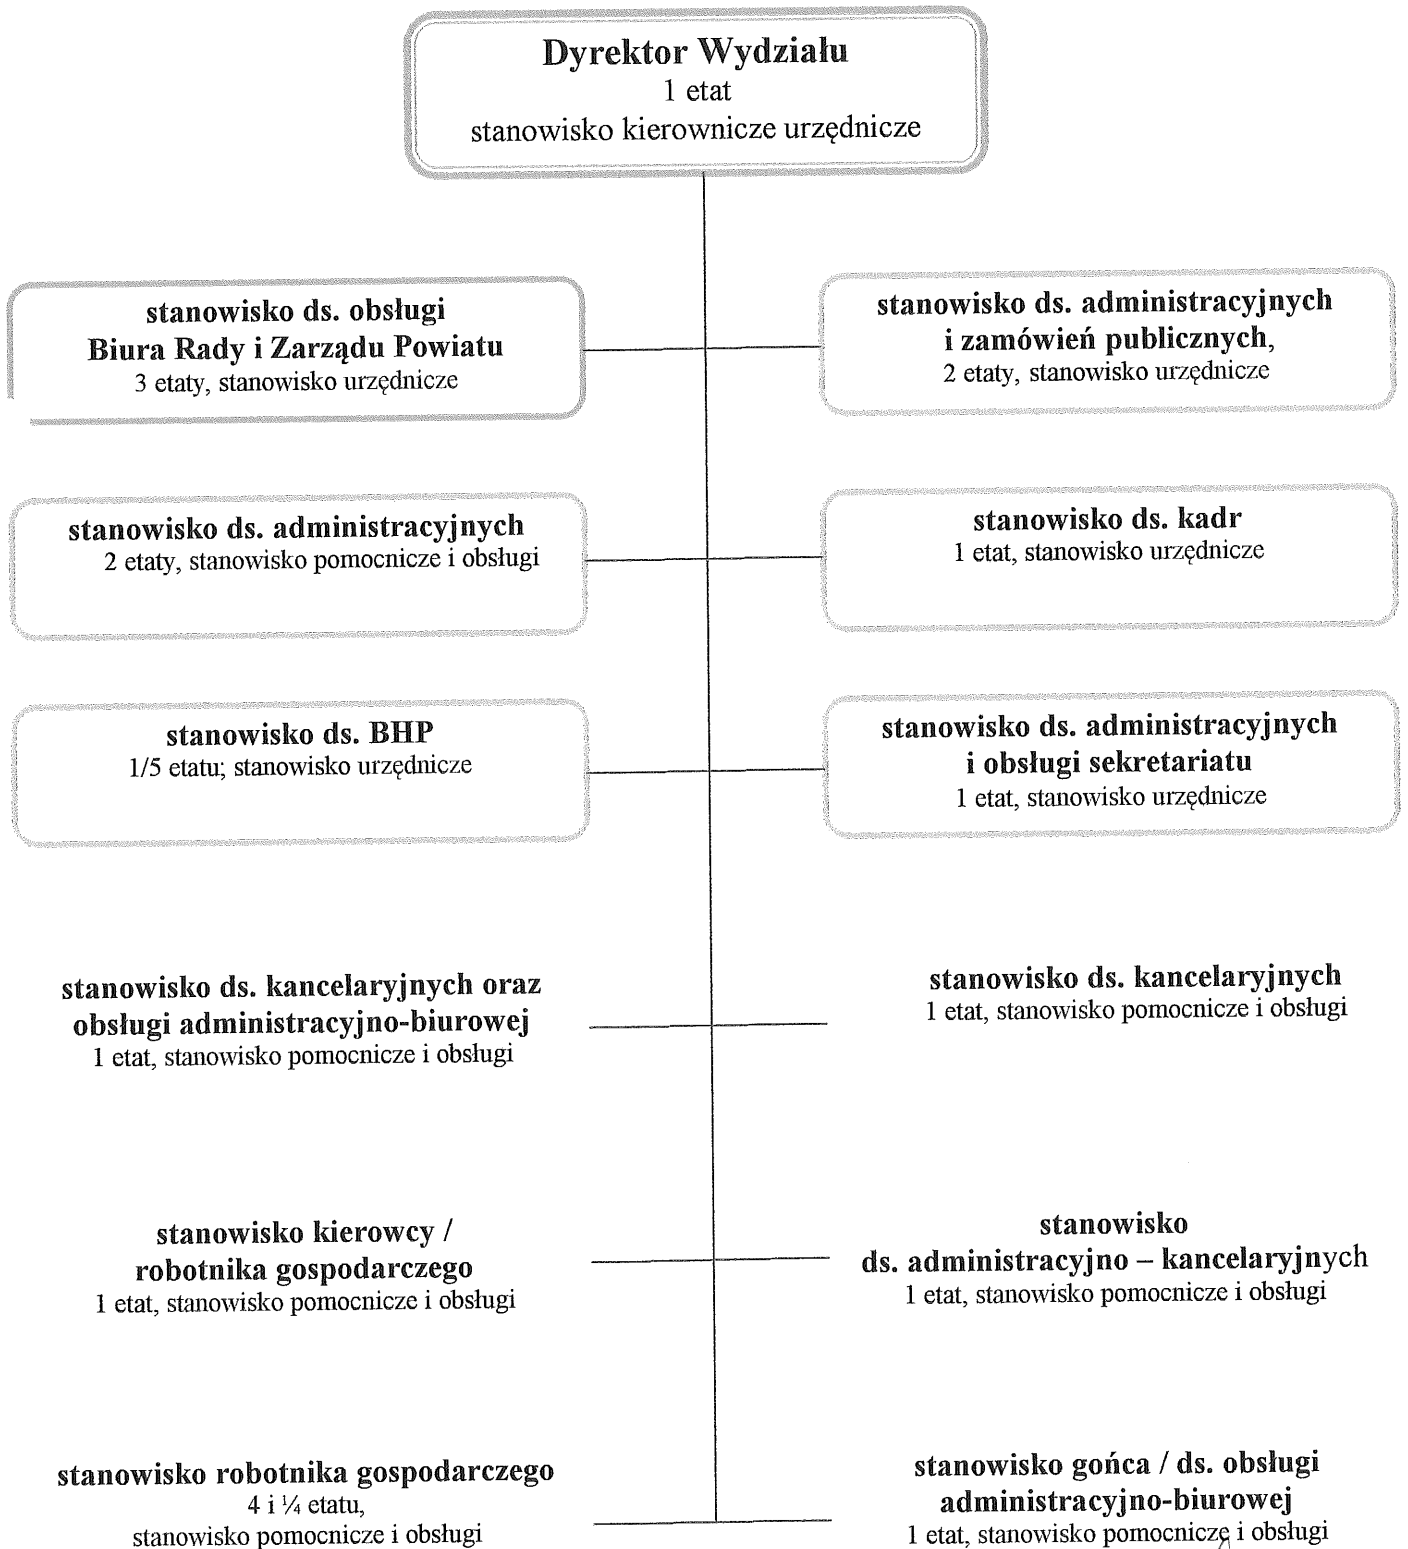 Dyrektor Wydziału
1 etat
stanowisko kierownicze urzędnicze
stanowisko ds. obsługi
Biura Rady i Zarządu Powiatu
3 etaty, stanowisko urzędnicze
stanowisko ds. administracyjnych
i zamówień publicznych,
2 etaty, stanowisko urzędnicze
stanowisko ds. administracyjnych
2 etaty, stanowisko pomocnicze i obsługi
stanowisko ds. kadr
1 etat, stanowisko urzędnicze
stanowisko ds. BHP
1/5 etatu; stanowisko urzędnicze
stanowisko ds. administracyjnych
i obsługi sekretariatu
1 etat, stanowisko urzędnicze
stanowisko ds. kancelaryjnych oraz
obsługi administracyjno-biurowej
1 etat, stanowisko pomocnicze i obsługi
stanowisko ds. kancelaryjnych
1 etat, stanowisko pomocnicze i obsługi
stanowisko kierowcy /
robotnika gospodarczego
1 etat, stanowisko pomocnicze i obsługi
stanowisko
ds. administracyjno – kancelaryjnych
1 etat, stanowisko pomocnicze i obsługi
stanowisko robotnika gospodarczego
4 i ¼ etatu,
stanowisko pomocnicze i obsługi
stanowisko gońca / ds. obsługi
administracyjno-biurowej
1 etat, stanowisko pomocnicze i obsługi